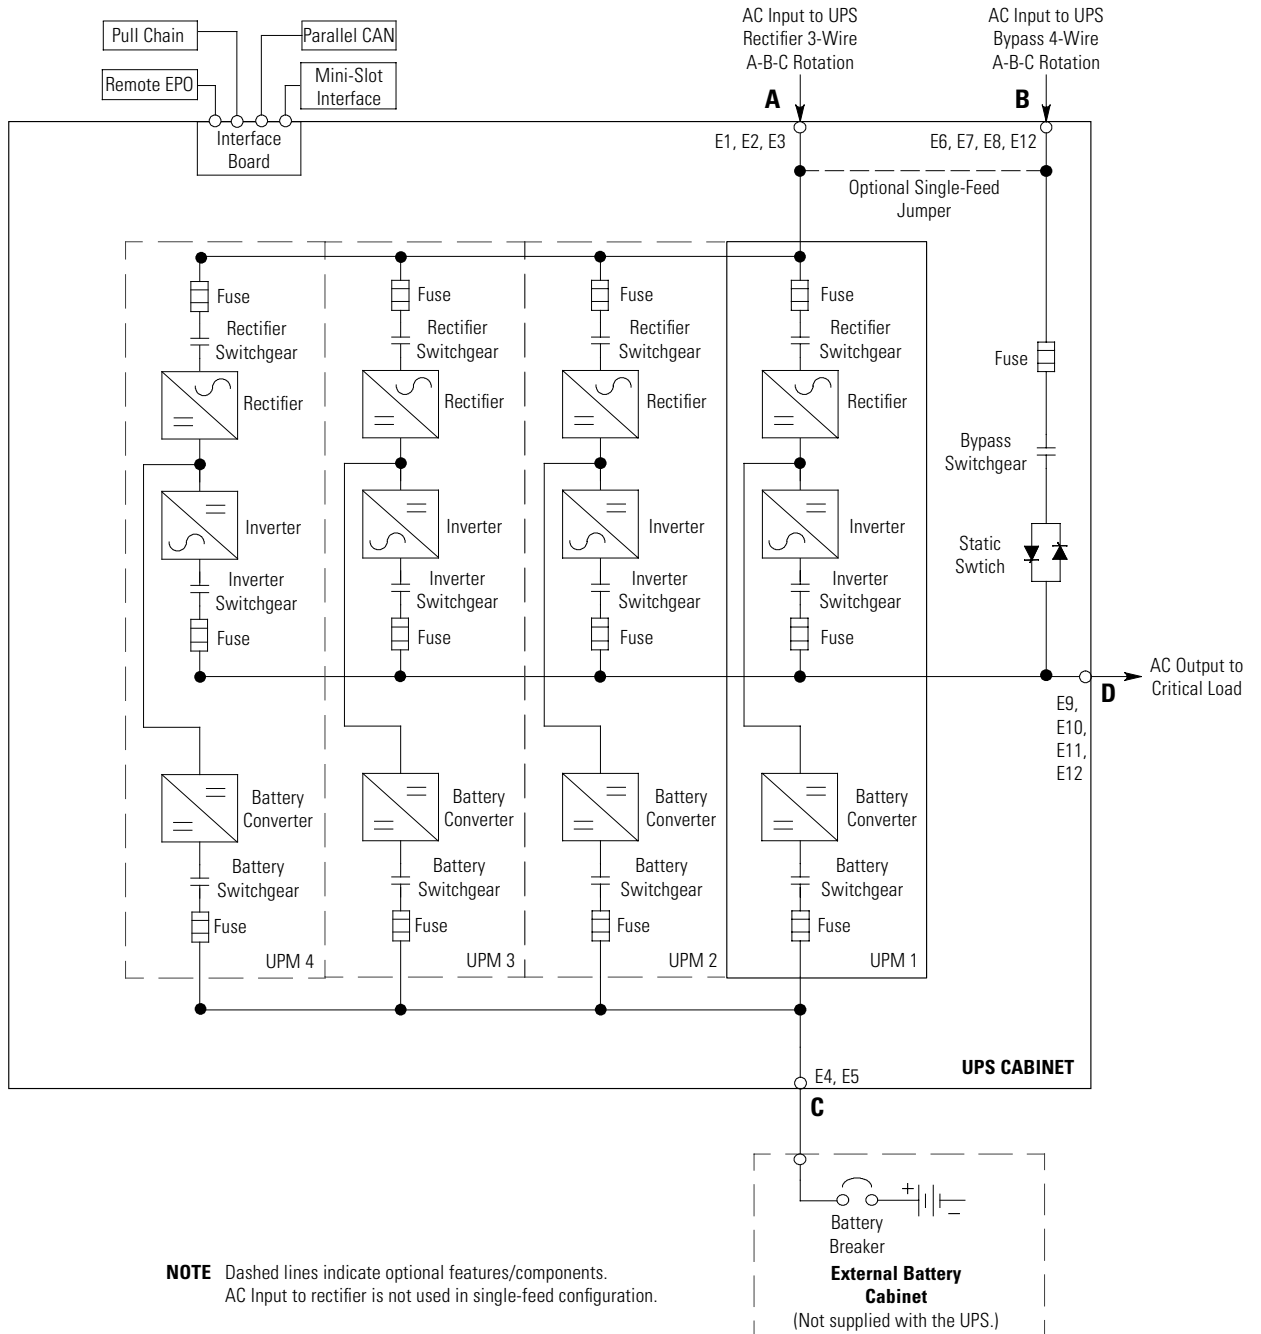 AC Input to UPS
Rectifier 3-Wire
A-B-C Rotation
AC Input to UPS
Bypass 4-Wire
A-B-C Rotation
Pull Chain
Parallel CAN
Remote EPO
Mini-Slot
Interface
A
B
Interface
Board
E1, E2, E3
E6, E7, E8, E12
Optional Single-Feed
Jumper
Fuse
Fuse
Fuse
Fuse
Rectifier
Switchgear
Rectifier
Switchgear
Rectifier
Switchgear
Rectifier
Switchgear
Fuse
Rectifier
Rectifier
Rectifier
Rectifier
Bypass
Switchgear
Inverter
Inverter
Inverter
Inverter
Static
Swtich
Inverter
Switchgear
Inverter
Switchgear
Inverter
Switchgear
Inverter
Switchgear
Fuse
Fuse
Fuse
Fuse
D
AC Output to
Critical Load
E9,
E10,
E11,
E12
Battery
Converter
Battery
Converter
Battery
Converter
Battery
Converter
Battery
Switchgear
Battery
Switchgear
Battery
Switchgear
Battery
Switchgear
Fuse
Fuse
Fuse
Fuse
UPM 4
UPM 3
UPM 2
UPM 1
UPS CABINET
E4, E5
C
+
–
Battery
Breaker
External Battery
Cabinet
(Not supplied with the UPS.)
NOTE Dashed lines indicate optional features/components.
AC Input to rectifier is not used in single-feed configuration.